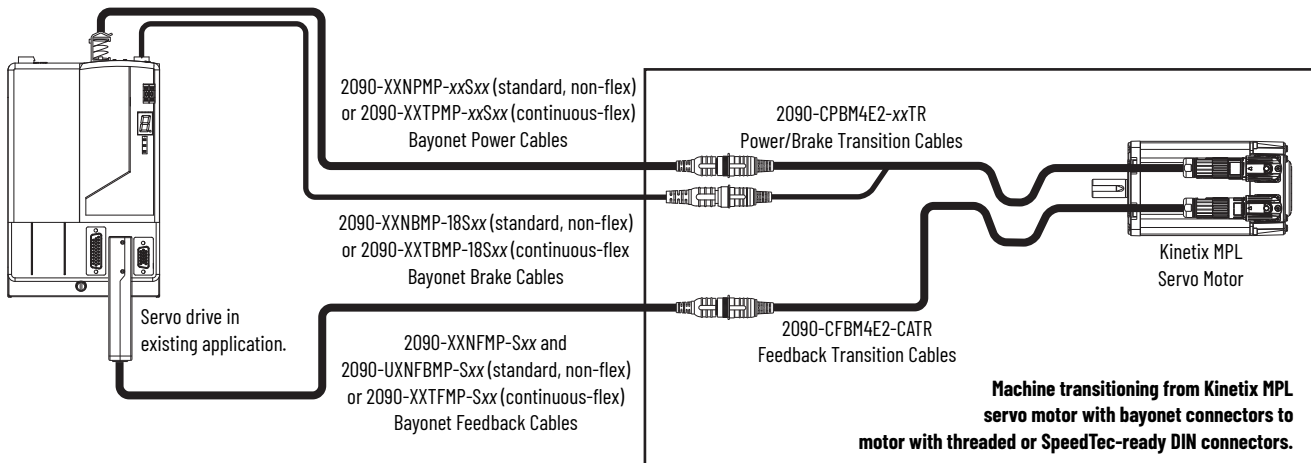 2090-XXNPMP-xxSxx (standard, non-flex)
or 2090-XXTPMP-xxSxx (continuous-flex)
Bayonet Power Cables
2090-CPBM4E2-xxTR
Power/Brake Transition Cables
2090-XXNBMP-18Sxx (standard, non-flex)
or 2090-XXTBMP-18Sxx (continuous-flex
Bayonet Brake Cables
Kinetix MPL
Servo Motor
Servo drive in
existing application.
2090-XXNFMP-Sxx and
2090-UXNFBMP-Sxx (standard, non-flex)
or 2090-XXTFMP-Sxx (continuous-flex)
Bayonet Feedback Cables
2090-CFBM4E2-CATR
Feedback Transition Cables
Machine transitioning from Kinetix MPL
servo motor with bayonet connectors to
motor with threaded or SpeedTec-ready DIN connectors.